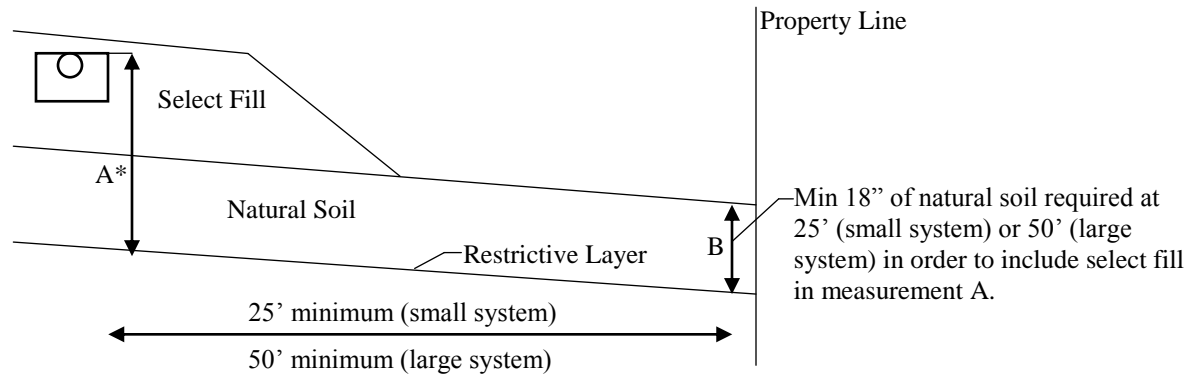 Property Line
Select Fill
A*
Natural Soil
Restrictive Layer
B
Min 18” of natural soil required at
25’ (small system) or 50’ (large
system) in order to include select fill
in measurement A.
25’ minimum (small system)
50’ minimum (large system)